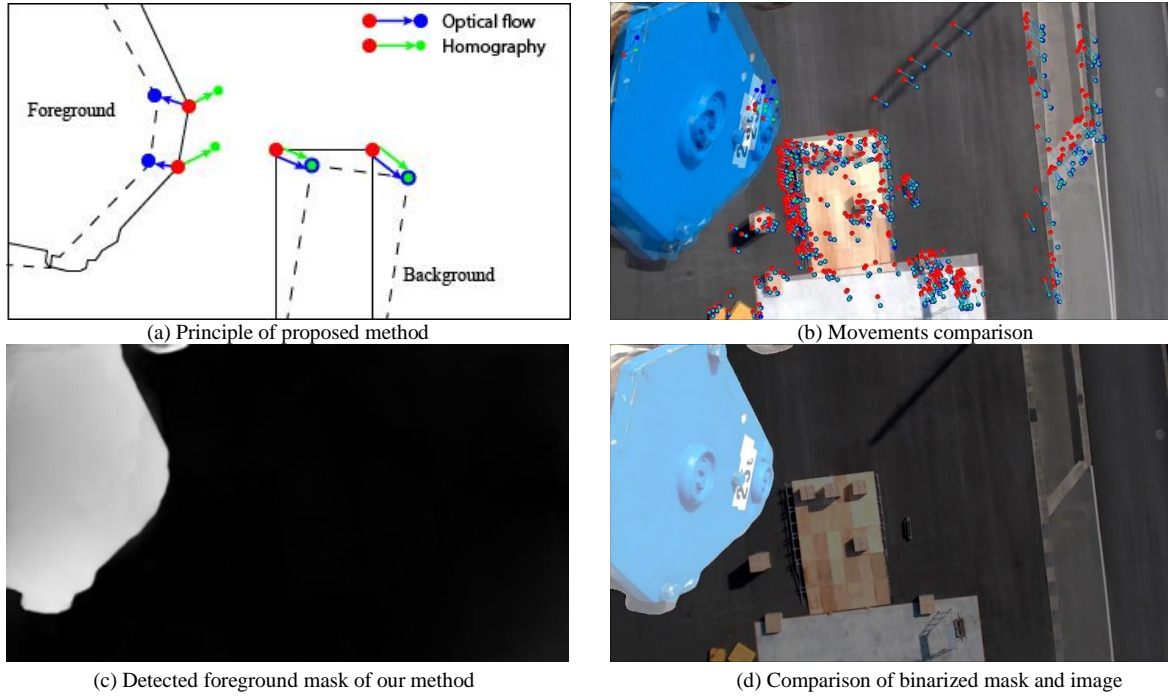 Optical flow
Homography
Foreground
Background
(a) Principle of proposed method
(b) Movements comparison
(c) Detected foreground mask of our method
(d) Comparison of binarized mask and image